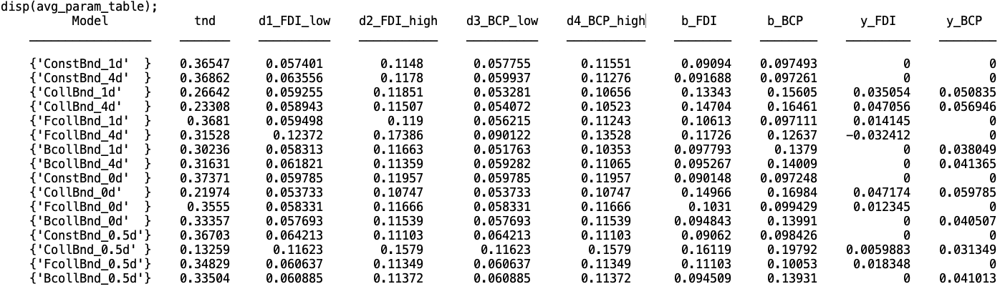 disp(avg_param_table);
Model tnd d1_FDI_low d2_FDI_high d3_BCP_low d4_BCP_high b_FDI b_BCP y_FDI y_BCP
{'ConstBnd_1d' } 0.36547 0.057401 0.1148 0.057755 0.11551 0.09094 0.097493 0 0
{'ConstBnd_4d' } 0.36862 0.063556 0.1178 0.059937 0.11276 0.091688 0.097261 0 0
{'CollBnd_1d' } 0.26642 0.059255 0.11851 0.053281 0.10656 0.13343 0.15605 0.035054 0.050835
{'CollBnd_4d' } 0.23308 0.058943 0.11507 0.054072 0.10523 0.14704 0.16461 0.047056 0.056946
{'FcollBnd_1d' } 0.3681 0.059498 0.119 0.056215 0.11243 0.10613 0.097111 0.014145 0
{'FcollBnd_4d' } 0.31528 0.12372 0.17386 0.090122 0.13528 0.11726 0.12637 -0.032412 0
{'BcollBnd_1d' } 0.30236 0.058313 0.11663 0.051763 0.10353 0.097793 0.1379 0 0.038049
{'BcollBnd_4d' } 0.31631 0.061821 0.11359 0.059282 0.11065 0.095267 0.14009 0 0.041365
{'ConstBnd_0d' } 0.37371 0.059785 0.11957 0.059785 0.11957 0.090148 0.097248 0 0
{'CollBnd_0d' } 0.21974 0.053733 0.10747 0.053733 0.10747 0.14966 0.16984 0.047174 0.059785
{'FcollBnd_0d' } 0.3555 0.058331 0.11666 0.058331 0.11666 0.1031 0.099429 0.012345 0
{'BcollBnd_0d' } 0.33357 0.057693 0.11539 0.057693 0.11539 0.094843 0.13991 0 0.040507
{'ConstBnd_0.5d'} 0.36703 0.064213 0.11103 0.064213 0.11103 0.09062 0.098426 0 0
{'CollBnd_0.5d' } 0.13259 0.11623 0.1579 0.11623 0.1579 0.16119 0.19792 0.0059883 0.031349
{'FcollBnd_0.5d'} 0.34829 0.060637 0.11349 0.060637 0.11349 0.11103 0.10053 0.018348 0
{'BcollBnd_0.5d'} 0.33504 0.060885 0.11372 0.060885 0.11372 0.094509 0.13931 0 0.041013